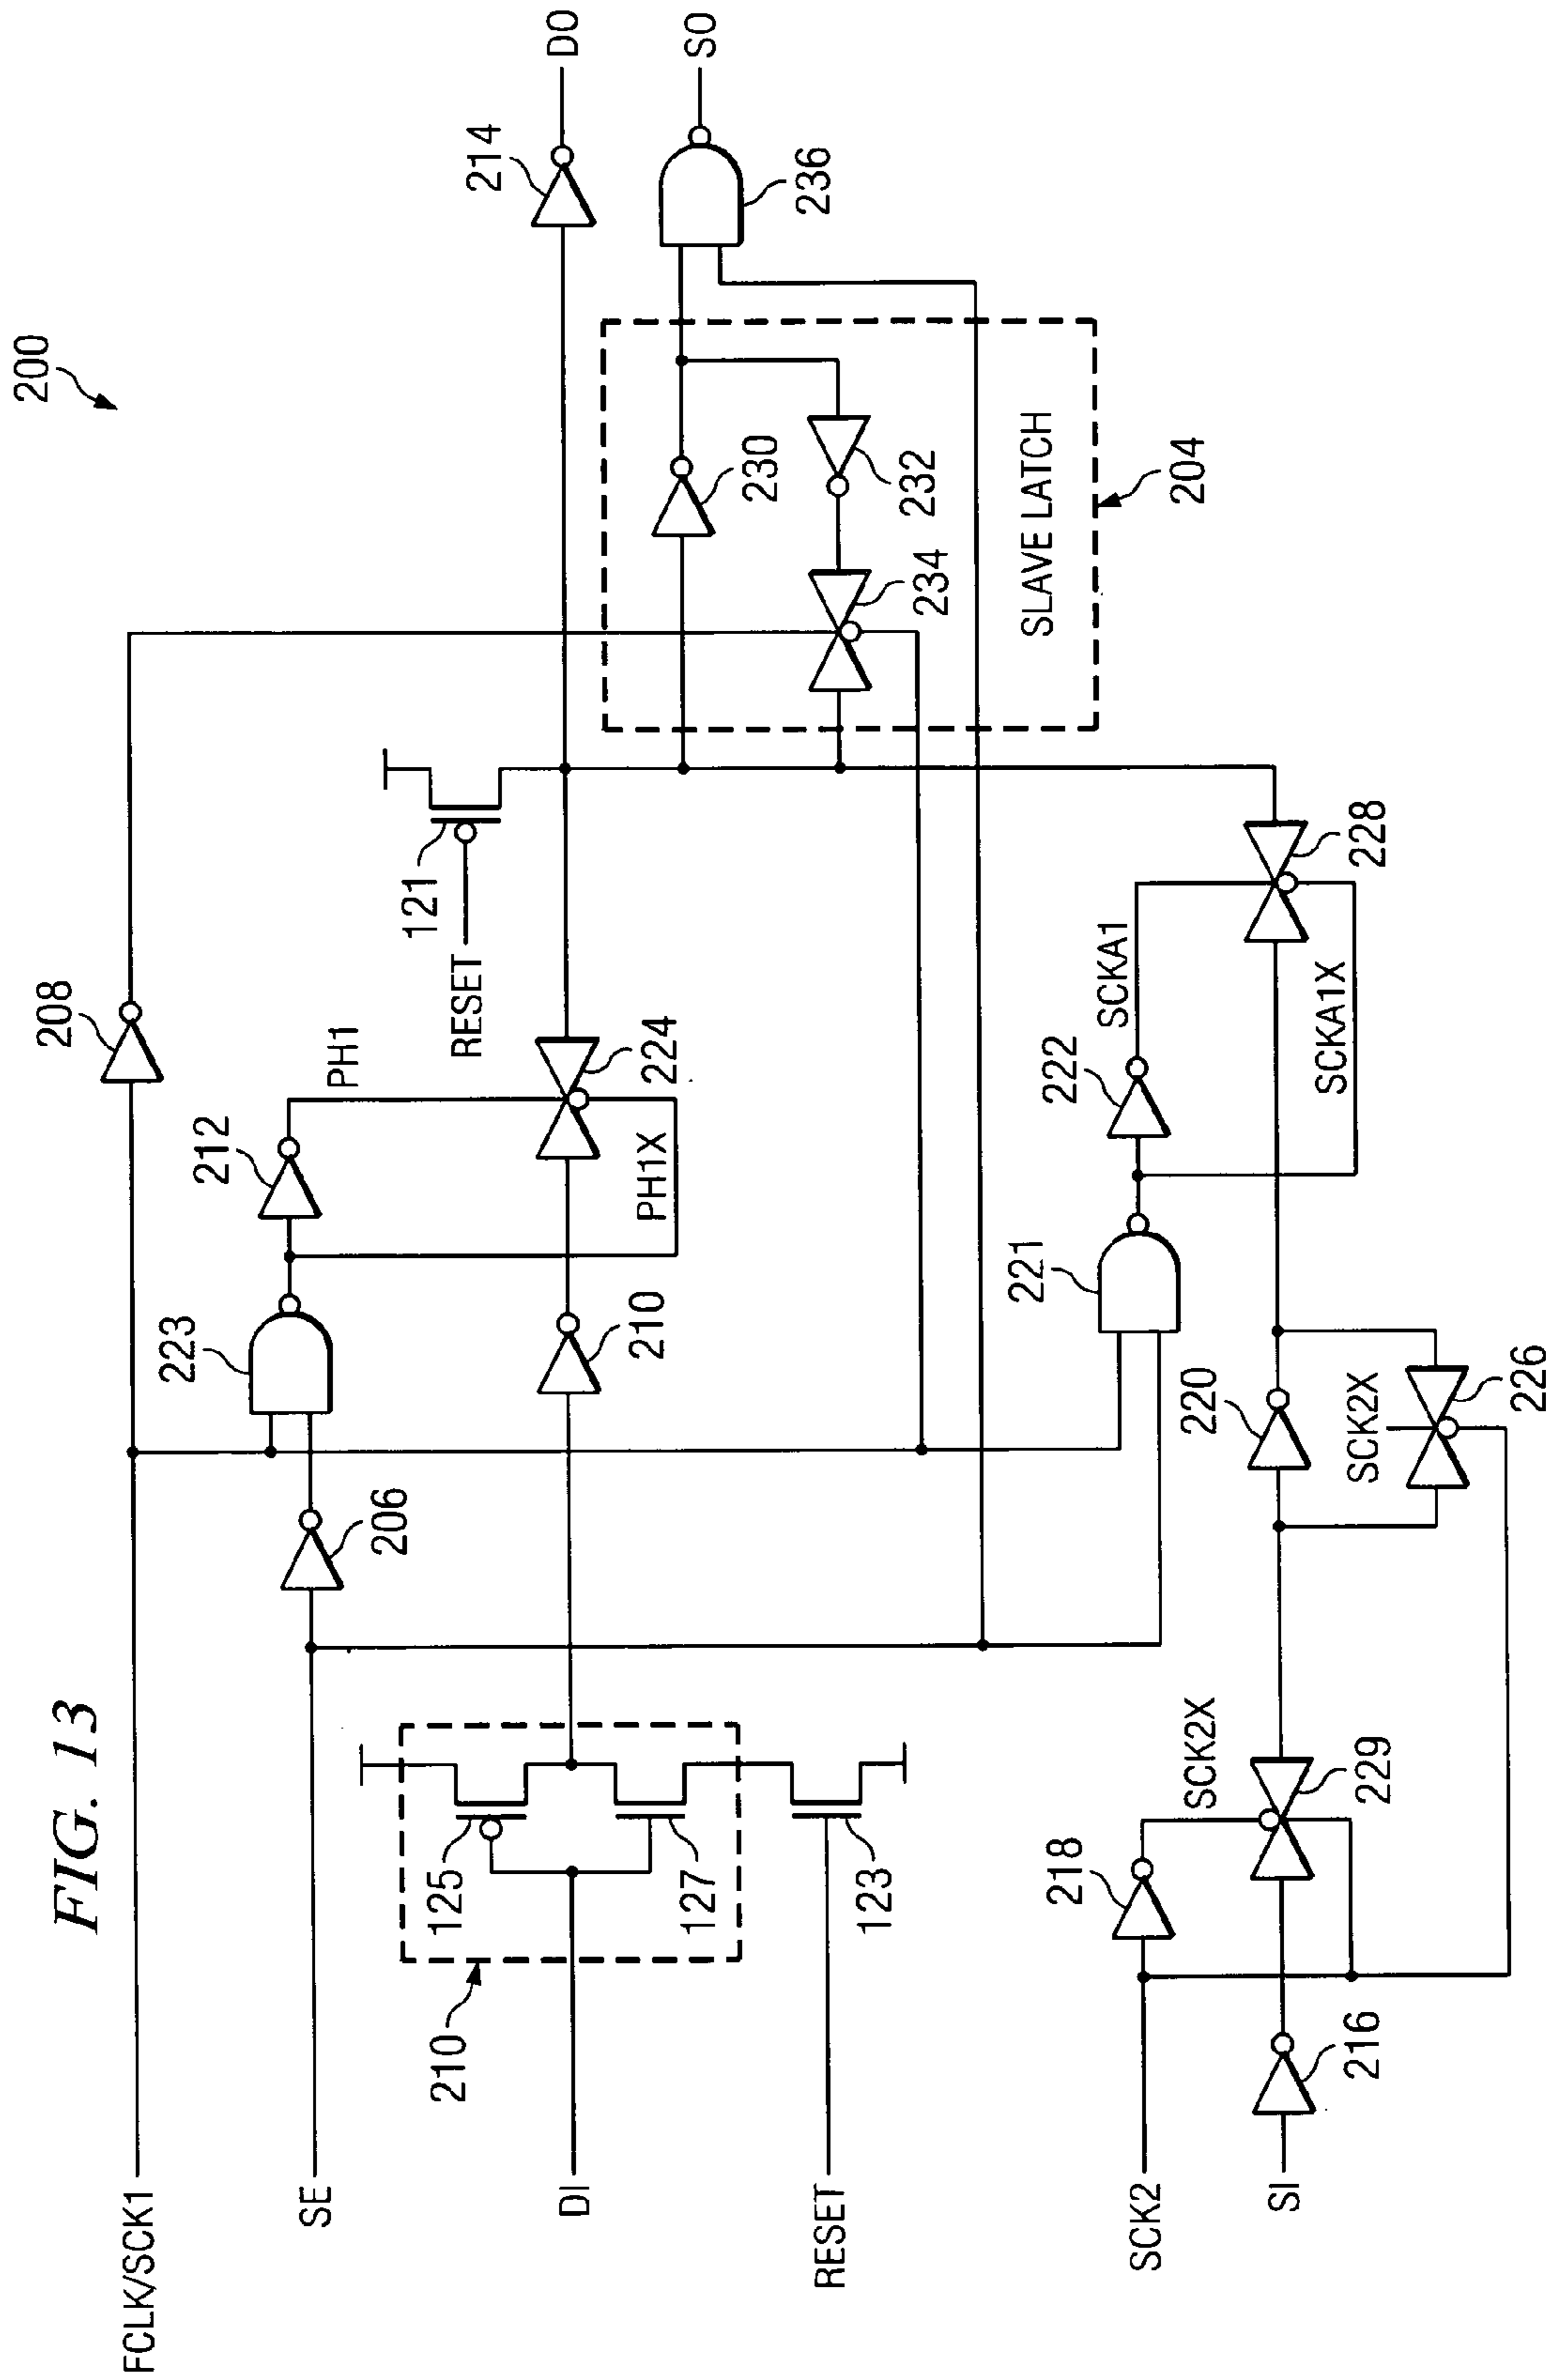 FIG. 13
200
FCLK/SCK1
208
SE
206
223
212
PH1
PH1X
224
DI
210
125
127
210
RESET
123
RESET
121
214
DO
230
232
234
SLAVE LATCH
204
236
SO
SCK2
218
SCK2X
229
SI
216
220
SCK2X
226
221
222
SCKA1
SCKA1X
228